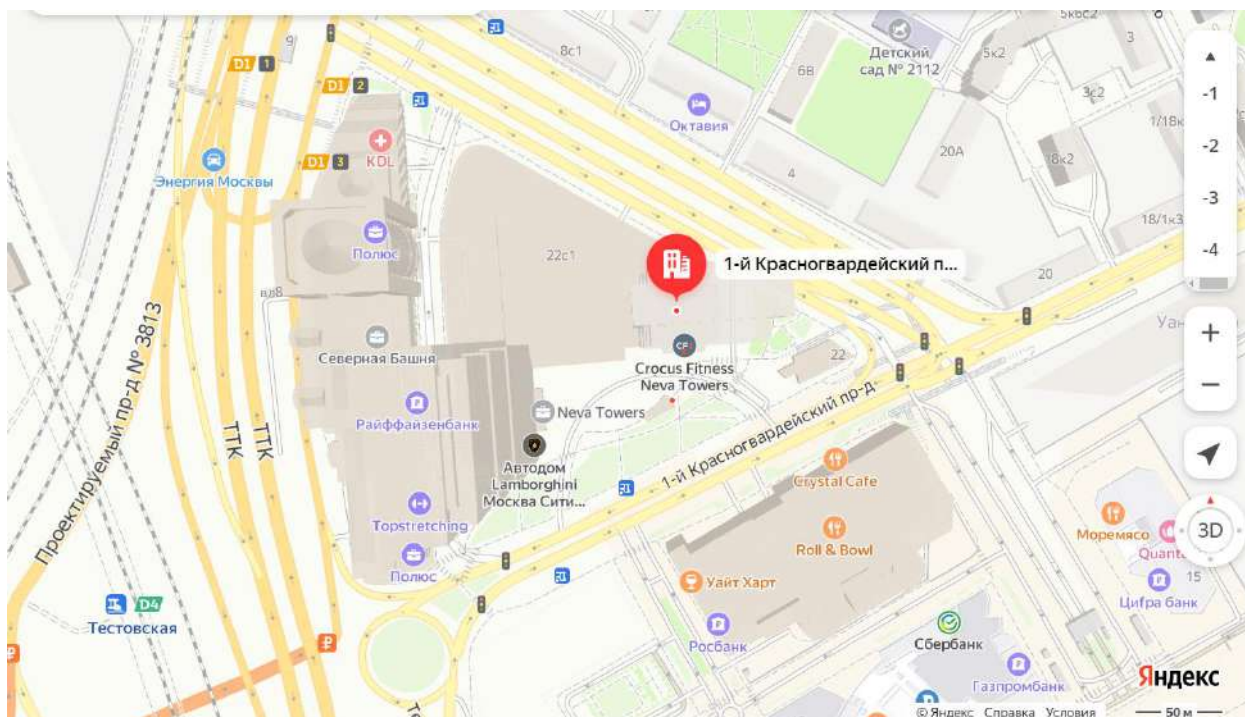 5к6с2
9
8с1
Детский
сад № 2112
5к2
3
6В
D1 1
D1 2
3с2
-1
Октавия
1/18к
-2
KDL
D1 3
20А
18к2
Энергия Москвы
4
-3
18/1к3
Полюс
22с1
-4
1-й Красногвардейский п...
20
вл8
Проектируемый пр-д № 3813
Северная Башня
CF
Crocus Fitness
Neva Towers
22
+
−
Райффайзенбанк
Neva Towers
ТТК
ТТК
1-й Красногвардейский пр-д
Автодом
Lamborghini
Москва Сити...
Crystal Cafe
Topstretching
Roll & Bowl
Моремясо
3D
Полюс
Уайт Харт
15
Цифра банк
D4
Тестовская
Росбанк
Сбербанк
Газпромбанк
Яндекс
© Яндекс Справка Условия
50 м